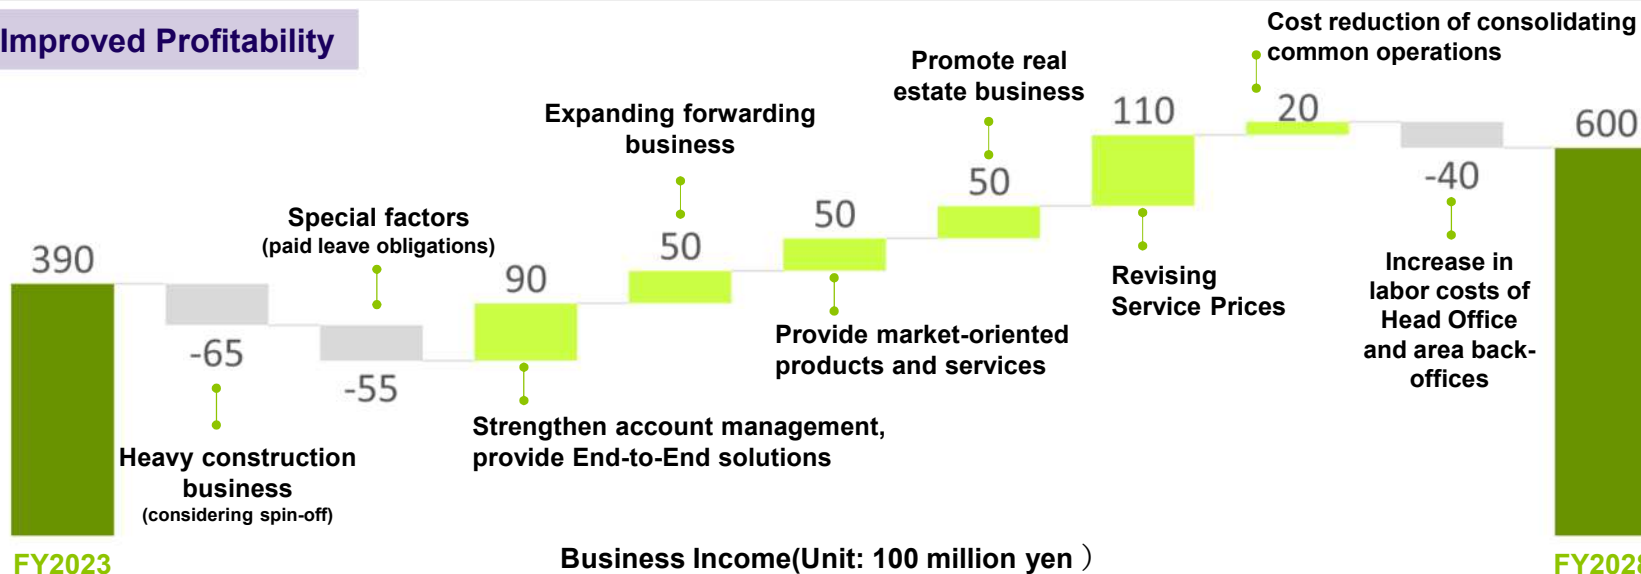 Improved Profitability
Cost reduction of consolidating
common operations
Promote real
estate business
Expanding forwarding
business
Special factors
(paid leave obligations)
390
-65
-55
90
50
50
50
110
20
-40
600
Heavy construction
business
(considering spin-off)
Strengthen account management,
provide End-to-End solutions
Provide market-oriented
products and services
Revising
Service Prices
Increase in
labor costs of
Head Office
and area back-
offices
FY2023
Business Income(Unit: 100 million yen ）
FY2028